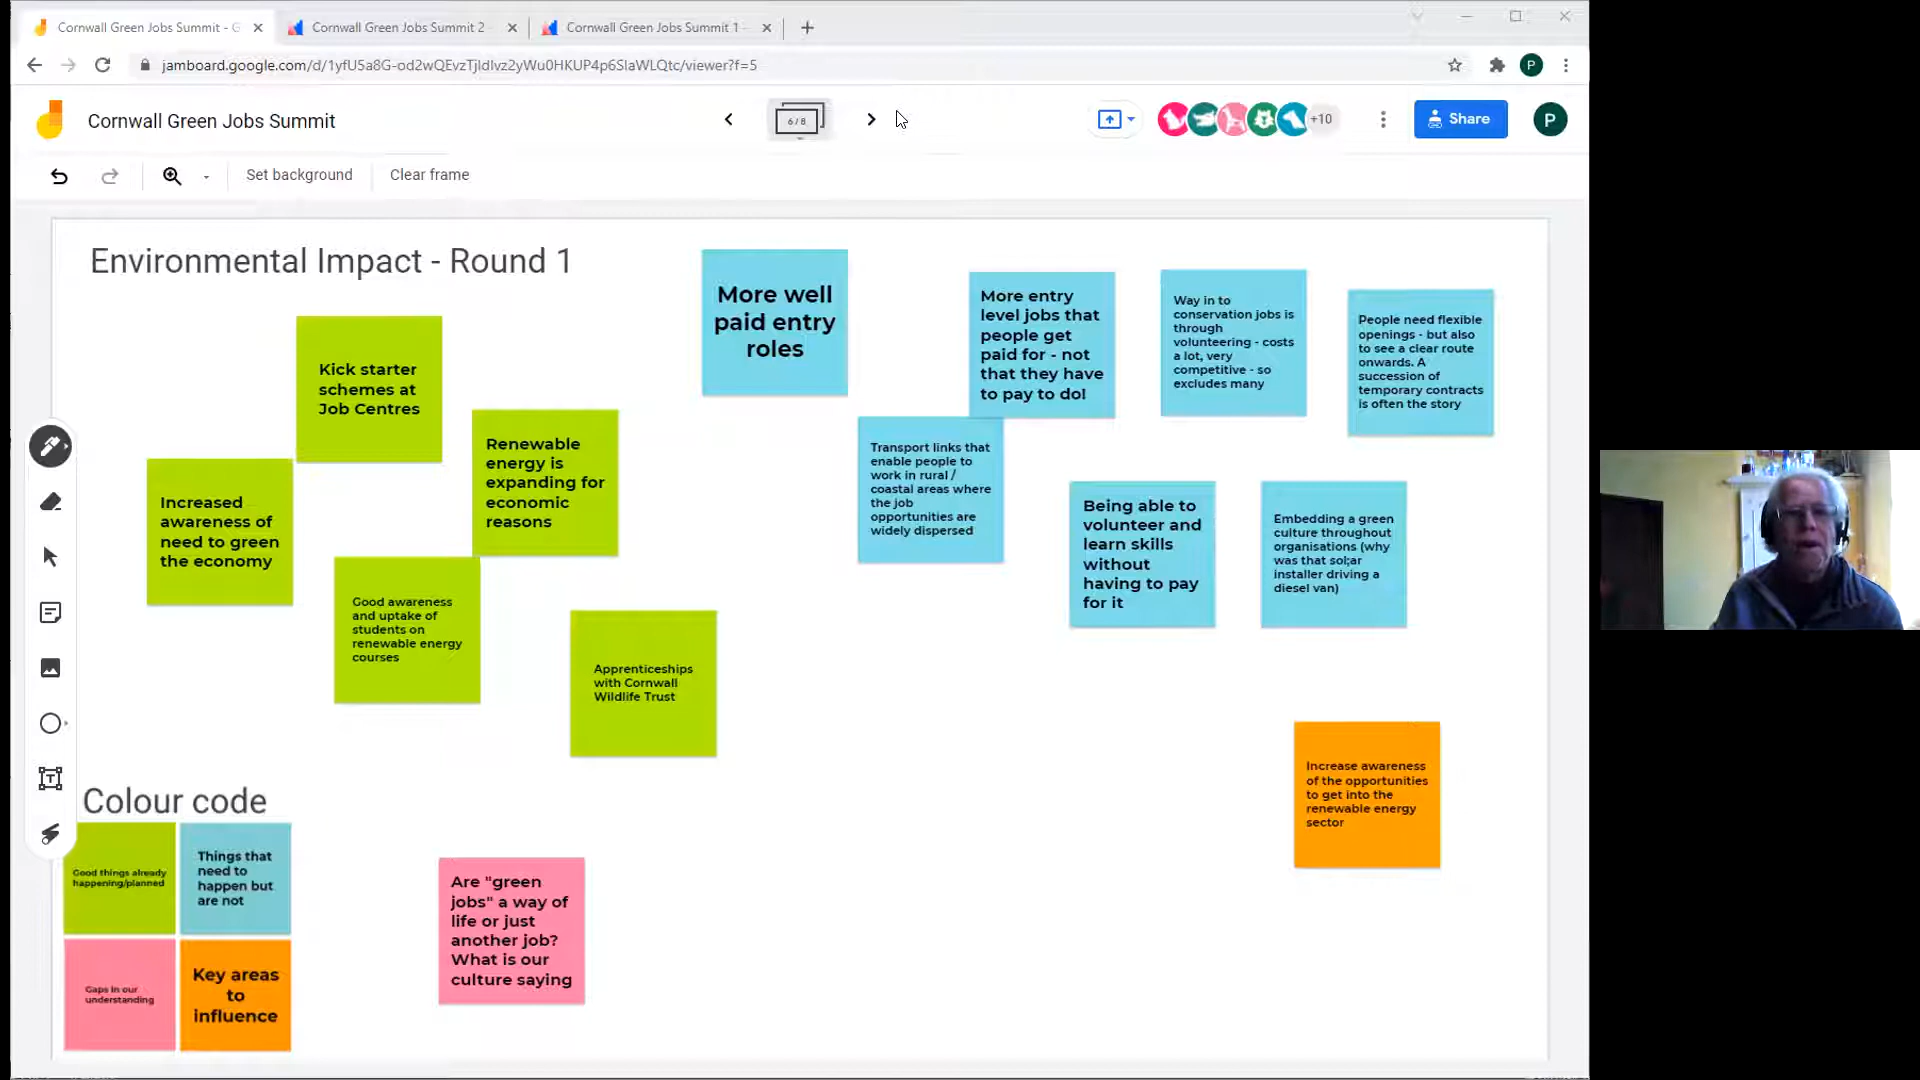 Cornwall Green Jobs Summit - G
Cornwall Green Jobs Summit 2 -
Cornwall Green Jobs Summit 1 -
jamboard.google.com/d/1yfU5a8G-od2wQEvzTjIdIvz2yWu0HKUP4p6SlaWLQtc/viewer?f=5
P
Cornwall Green Jobs Summit
6 / 8
+10
Share
P
Set background
Clear frame
Environmental Impact - Round 1
Kick starter
schemes at
Job Centres
Increased
awareness of
need to green
the economy
Renewable
energy is
expanding for
economic
reasons
Good awareness
and uptake of
students on
renewable energy
courses
Apprenticeships
with Cornwall
Wildlife Trust
More well
paid entry
roles
More entry
level jobs that
people get
paid for - not
that they have
to pay to do!
Way in to
conservation jobs is
through
volunteering - costs
a lot, very
competitive - so
excludes many
People need flexible
openings - but also
to see a clear route
onwards. A
succession of
temporary contracts
is often the story
Transport links that
enable people to
work in rural /
coastal areas where
the job
opportunities are
widely dispersed
Being able to
volunteer and
learn skills
without
having to pay
for it
Embedding a green
culture throughout
organisations (why
was that sol;ar
installer driving a
diesel van)
Increase awareness
of the opportunities
to get into the
renewable energy
sector
Colour code
Good things already
happening/planned
Things that
need to
happen but
are not
Gaps in our
understanding
Key areas
to
influence
Are "green
jobs" a way of
life or just
another job?
What is our
culture saying